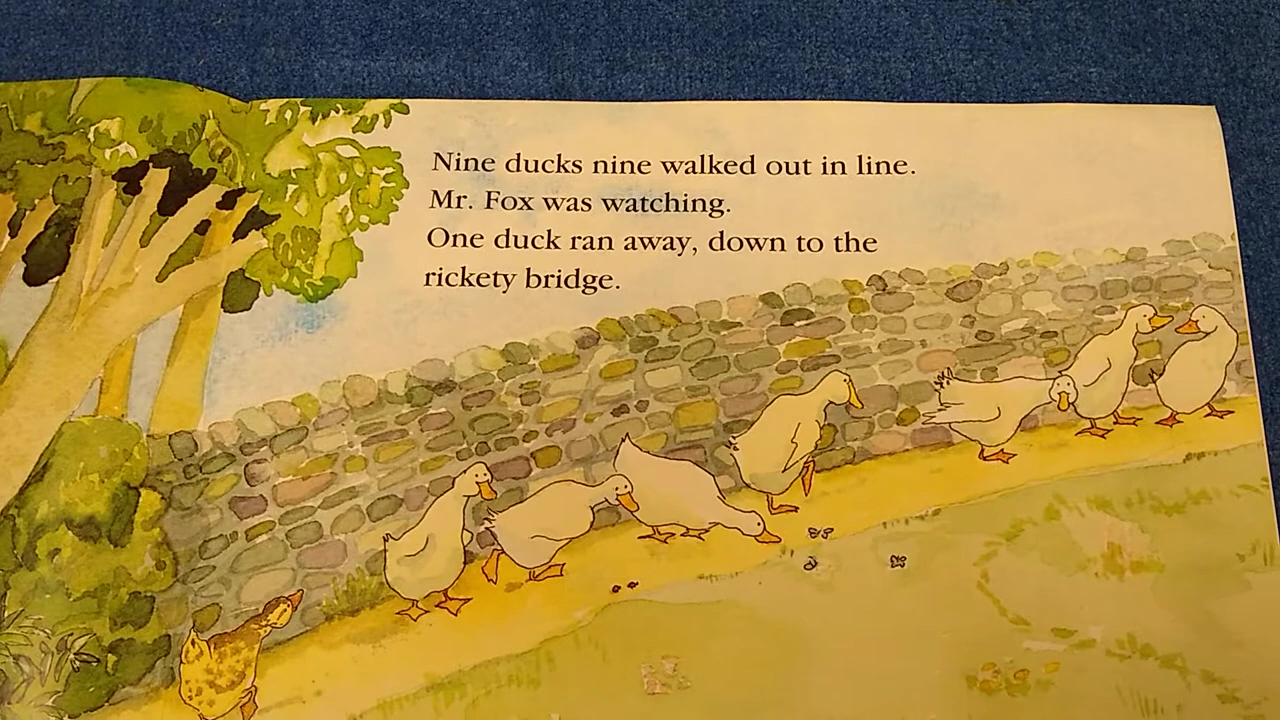 Nine ducks nine walked out in line.
Mr. Fox was watching.
One duck ran away, down to the
rickety bridge.